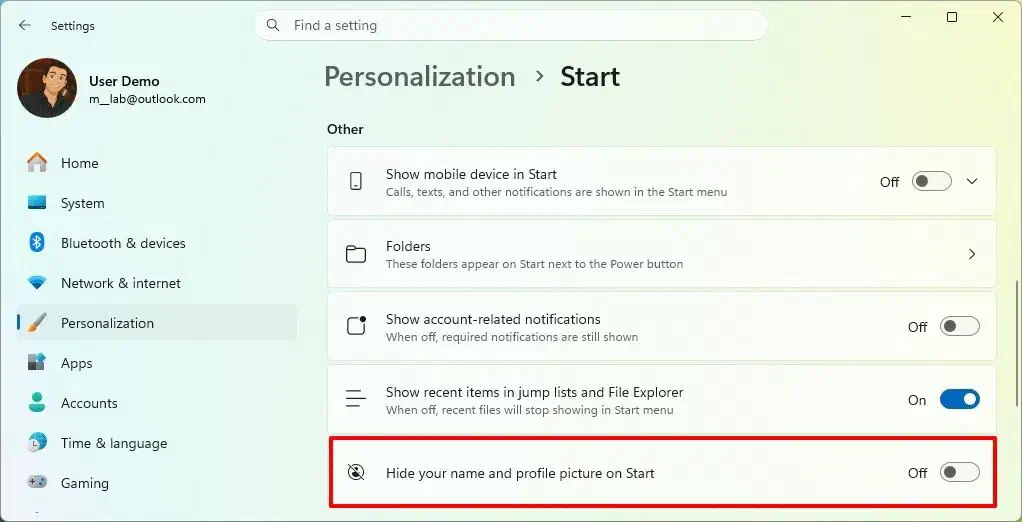 Settings
Find a setting
User Demo
m__lab@outlook.com
Home
System
Bluetooth & devices
Network & internet
Personalization
Apps
Accounts
Time & language
Gaming
Personalization > Start
Other
Show mobile device in Start
Calls, texts, and other notifications are shown in the Start menu
Off
Folders
These folders appear on Start next to the Power button
Show account-related notifications
When off, required notifications are still shown
Off
Show recent items in jump lists and File Explorer
When off, recent files will stop showing in Start menu
On
Hide your name and profile picture on Start
Off